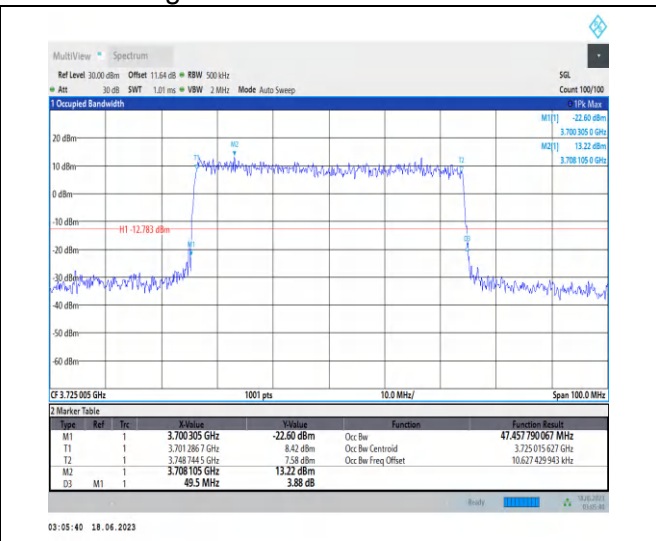 MultiView Spectrum
Ref Level 30.00 dBm Offset 11.64 dB RBW 500 kHz SGL
Att 30 dB SWT 1.01 ms VBW 2 MHz Mode Auto Sweep Count 100/100
1 Occupied Bandwidth 1Pk Max
M1[1] -22.60 dBm
3.700 305 0 GHz
20 dBm
M2[1] 13.22 dBm
3.708 105 0 GHz
M2
T1
T2
10 dBm
0 dBm
-10 dBm
H1 -12.783 dBm
D3
M1
-20 dBm
-30 dBm
-40 dBm
-50 dBm
-60 dBm
CF 3.725 005 GHz 1001 pts 10.0 MHz/ Span 100.0 MHz
2 Marker Table
Type Ref Trc X-Value Y-Value Function Function Result
M1 1 3.700 305 GHz -22.60 dBm Occ Bw 47.457 790 067 MHz
T1 1 3.701 286 7 GHz 8.42 dBm Occ Bw Centroid 3.725 015 627 GHz
T2 1 3.748 744 5 GHz 7.58 dBm Occ Bw Freq Offset 10.627 429 943 kHz
M2 1 3.708 105 GHz 13.22 dBm
D3 M1 1 49.5 MHz 3.88 dB
Ready 18.06.2023
03:05:40
03:05:40 18.06.2023